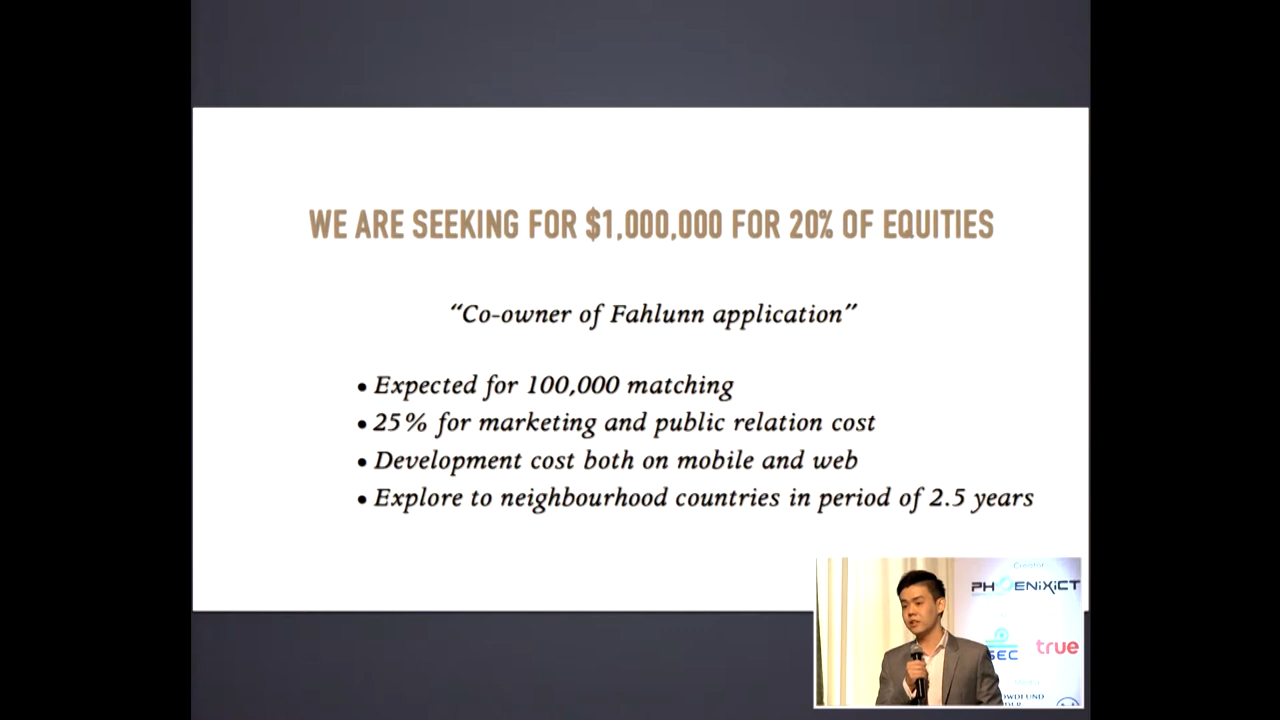 WE ARE SEEKING FOR $1,000,000 FOR 20% OF EQUITIES
“Co-owner of Fahlunn application”
• Expected for 100,000 matching
• 25% for marketing and public relation cost
• Development cost both on mobile and web
• Explore to neighbourhood countries in period of 2.5 years
Creator
PHOENiXiCT
SEC
true